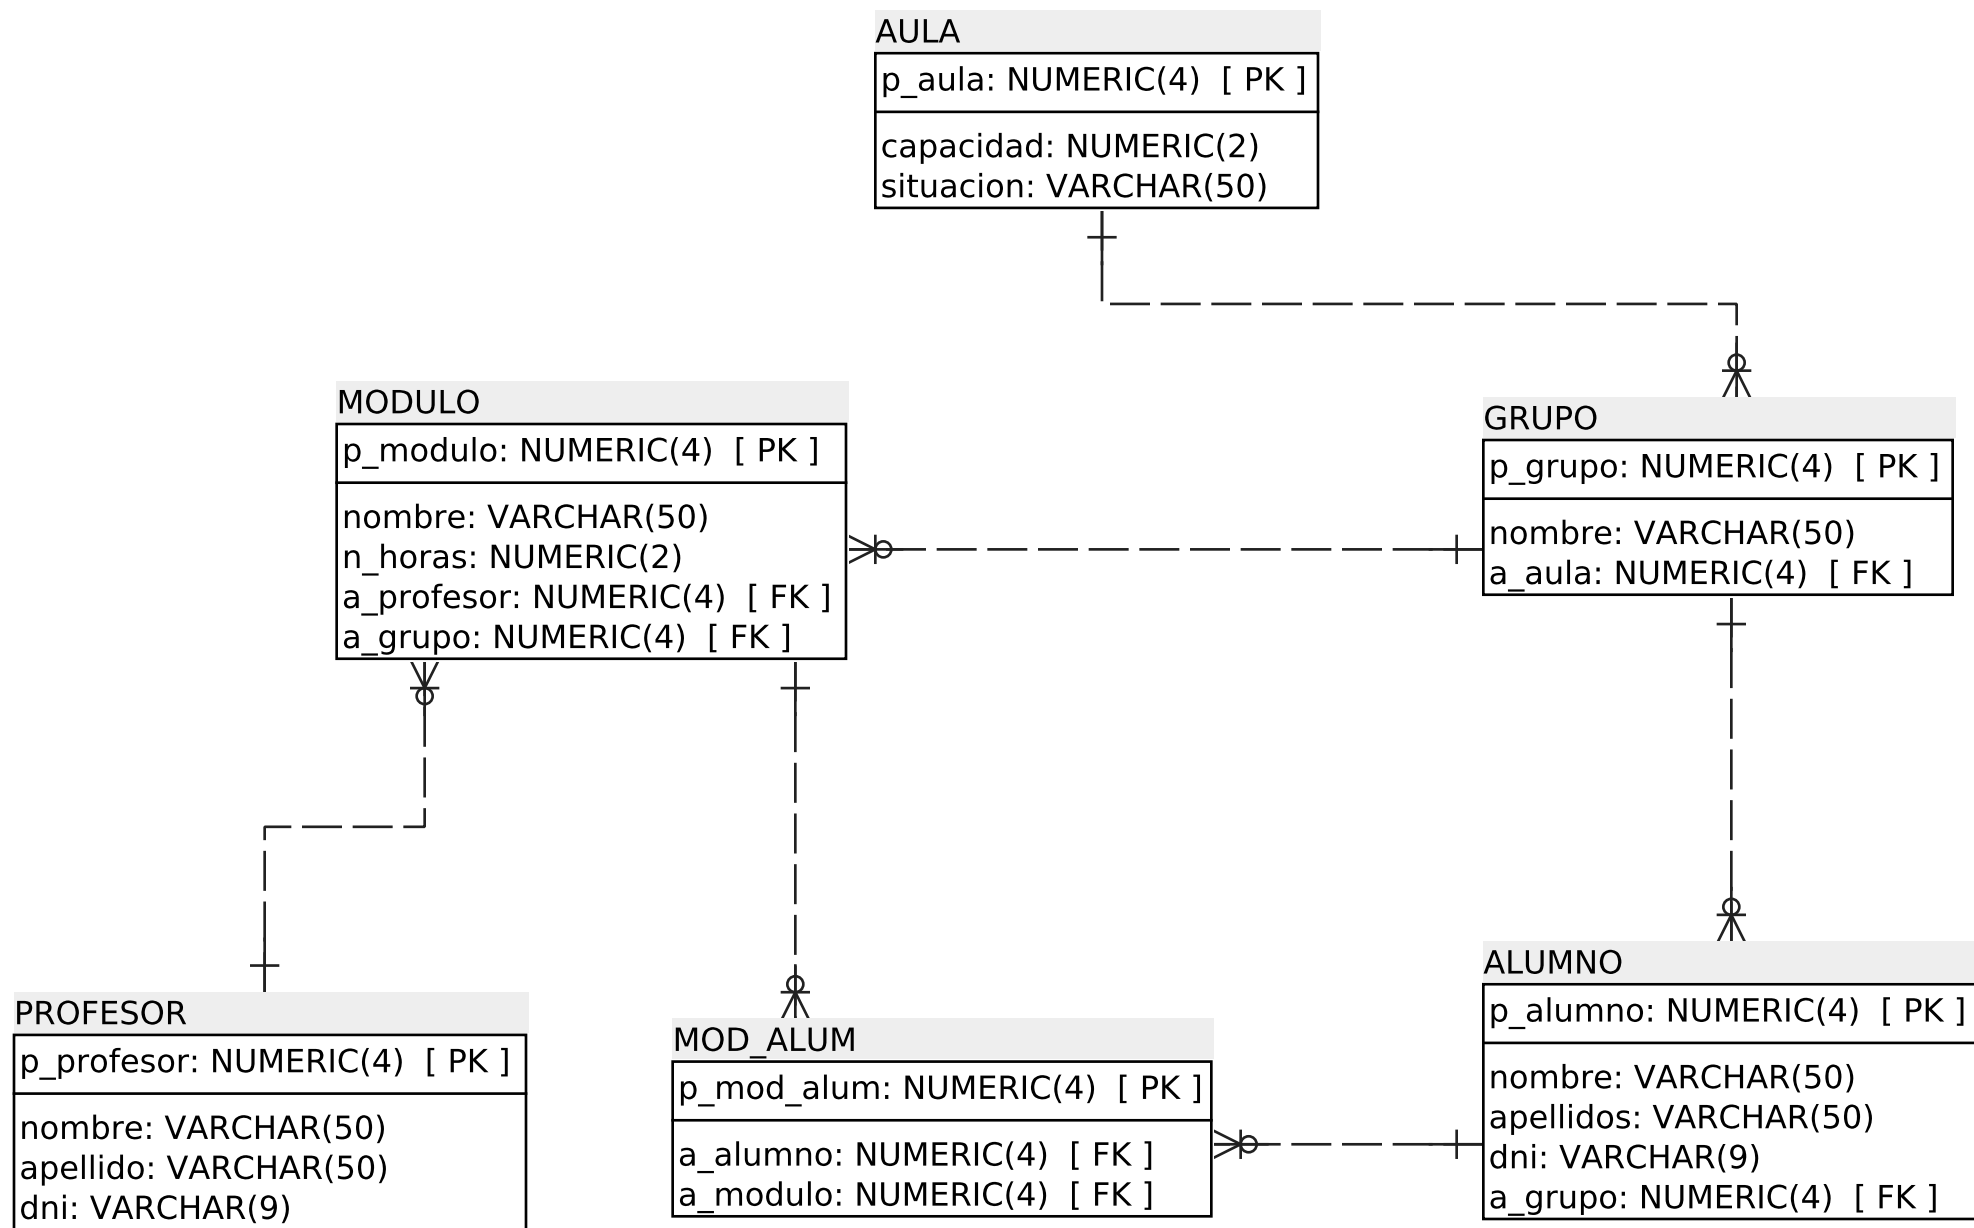 AULA
p_aula: NUMERIC(4) [ PK ]
capacidad: NUMERIC(2)
situacion: VARCHAR(50)
MODULO
p_modulo: NUMERIC(4) [ PK ]
nombre: VARCHAR(50)
n_horas: NUMERIC(2)
a_profesor: NUMERIC(4) [ FK ]
a_grupo: NUMERIC(4) [ FK ]
GRUPO
p_grupo: NUMERIC(4) [ PK ]
nombre: VARCHAR(50)
a_aula: NUMERIC(4) [ FK ]
PROFESOR
p_profesor: NUMERIC(4) [ PK ]
nombre: VARCHAR(50)
apellido: VARCHAR(50)
dni: VARCHAR(9)
MOD_ALUM
p_mod_alum: NUMERIC(4) [ PK ]
a_alumno: NUMERIC(4) [ FK ]
a_modulo: NUMERIC(4) [ FK ]
ALUMNO
p_alumno: NUMERIC(4) [ PK ]
nombre: VARCHAR(50)
apellidos: VARCHAR(50)
dni: VARCHAR(9)
a_grupo: NUMERIC(4) [ FK ]